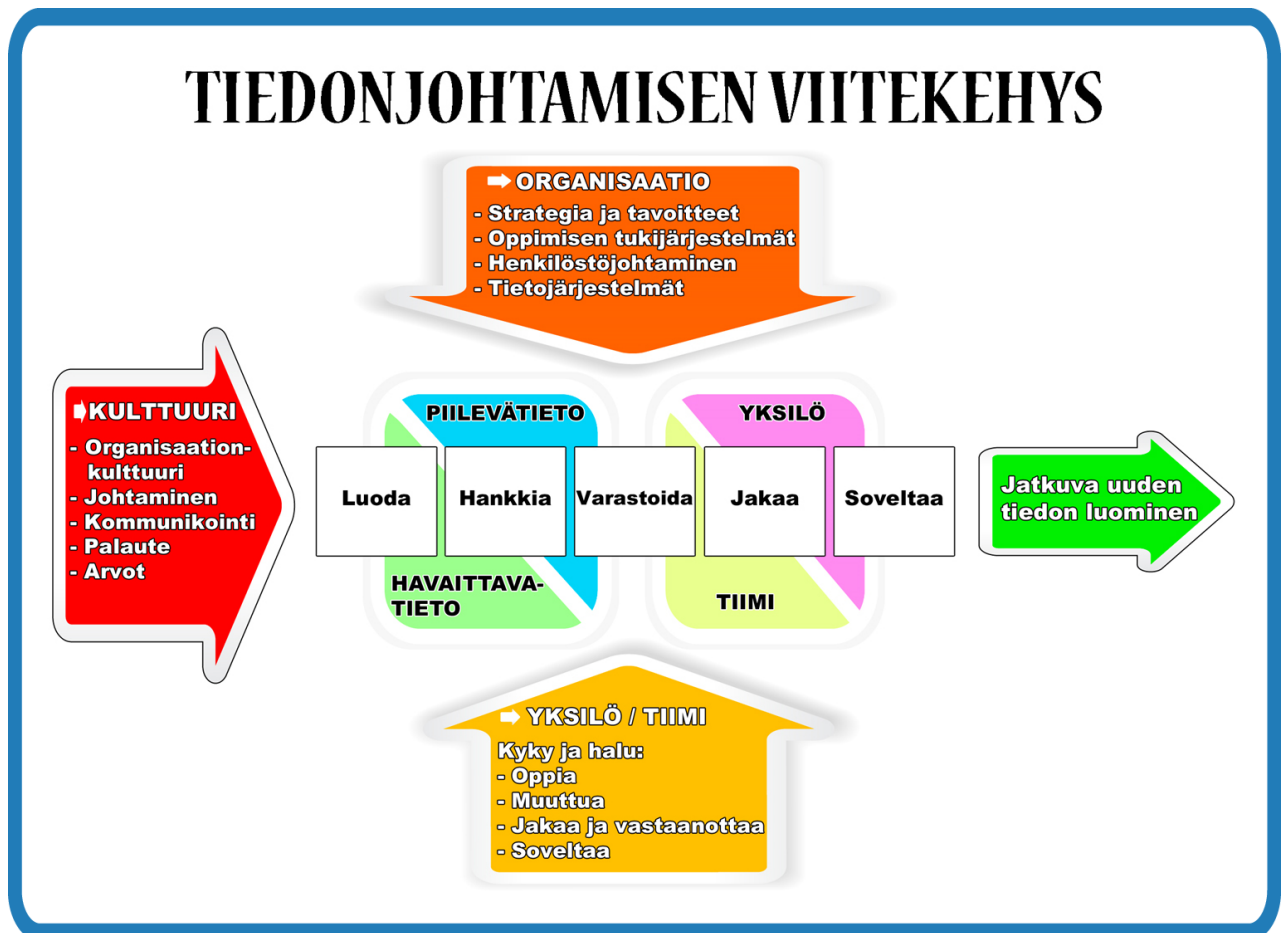 TIEDONJOHTAMISEN VIITEKEHYS
ORGANISAATIO
- Strategia ja tavoitteet
- Oppimisen tukijärjestelmät
- Henkilöstöjohtaminen
- Tietojärjestelmät
KULTTUURI
- Organisaation-
kulttuuri
- Johtaminen
- Kommunikointi
- Palaute
- Arvot
PIILEVÄTIETO
YKSILÖ
Luoda
Hankkia
Varastoida
Jakaa
Soveltaa
HAVAITTAVA-
TIETO
TIIMI
Jatkuva uuden
tiedon luominen
YKSILÖ / TIIMI
Kyky ja halu:
- Oppia
- Muuttua
- Jakaa ja vastaanottaa
- Soveltaa